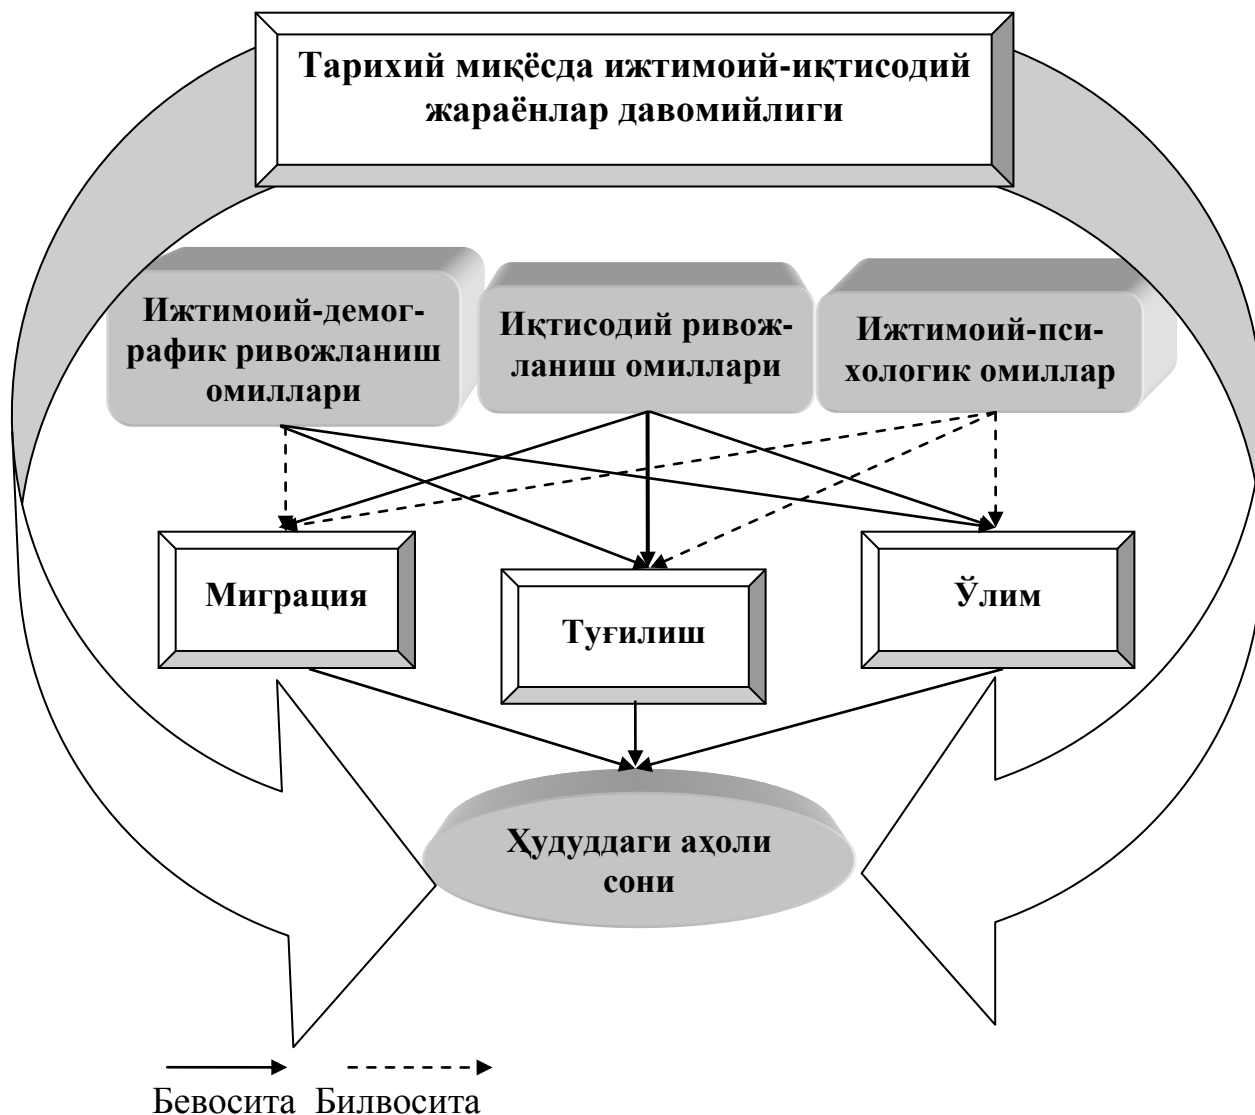 Тарихий миқёсда ижтимоий-иқтисодий
жараёнлар давомийлиги
Ижтимоий-демог-
рафик ривожланиш
омиллари
Иқтисодий ривож-
ланиш омиллари
Ижтимоий-пси-
хологик омиллар
Миграция
Туғилиш
Ўлим
Ҳудуддаги аҳоли
сони
Бевосита Билвосита